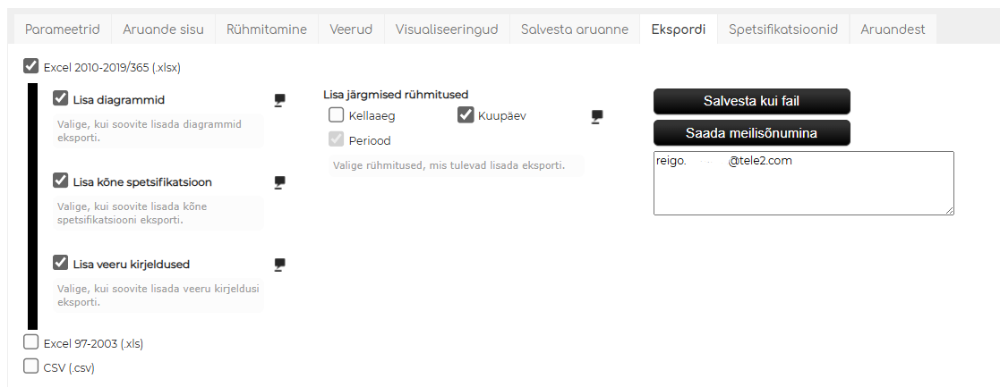 Parameetrid Aruande sisu Rühmitamine Veerud Visualiseeringud Salvesta aruanne Ekspordi Spetsifikatsioonid Aruandest
Excel 2010-2019/365 (.xlsx)
Lisa diagrammid
Valige, kui soovite lisada diagrammid
eksporti.
Lisa kõne spetsifikatsioon
Valige, kui soovite lisada kõne
spetsifikatsiooni eksporti.
Lisa veeru kirjeldused
Valige, kui soovite lisada veeru kirjeldusi
eksporti.
Lisa järgmised rühmitused
Kellaaeg Kuupäev
Periood
Valige rühmitused, mis tulevad lisada eksporti.
Salvesta kui fail
Saada meilisõnumina
reigo. @tele2.com
Excel 97-2003 (.xls)
CSV (.csv)